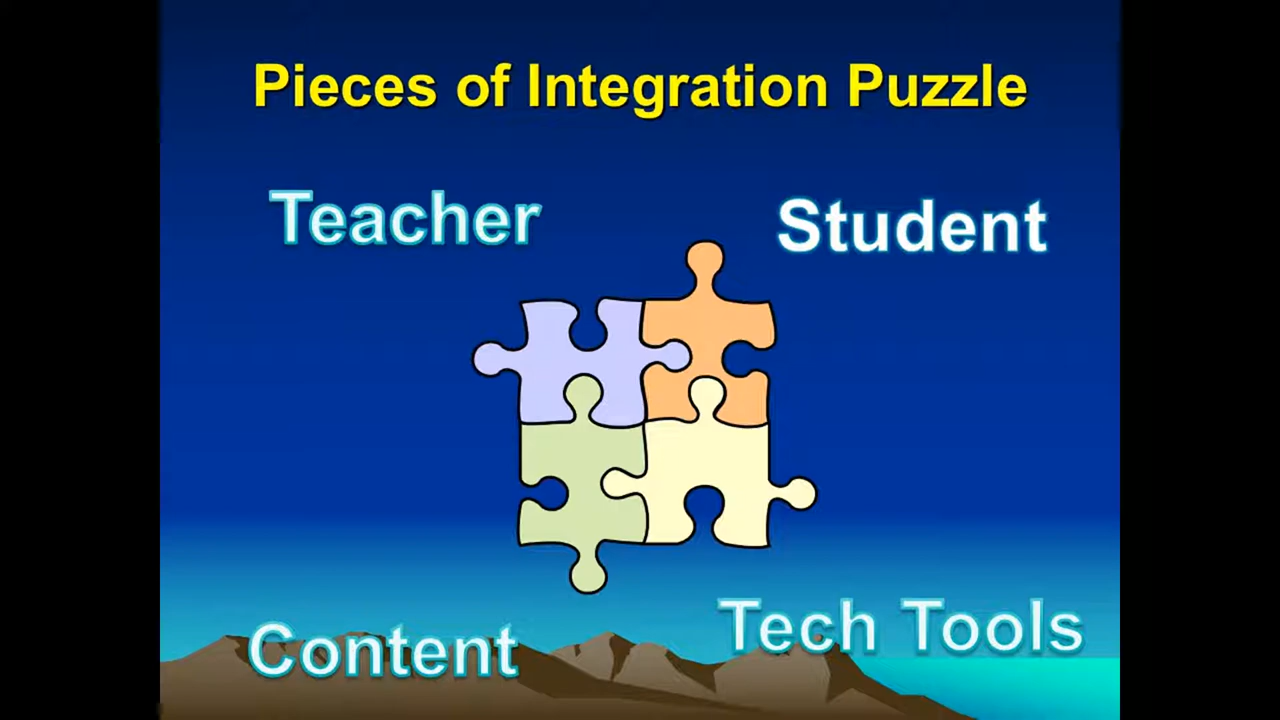 Pieces of Integration Puzzle
Teacher
Student
Content
Tech Tools